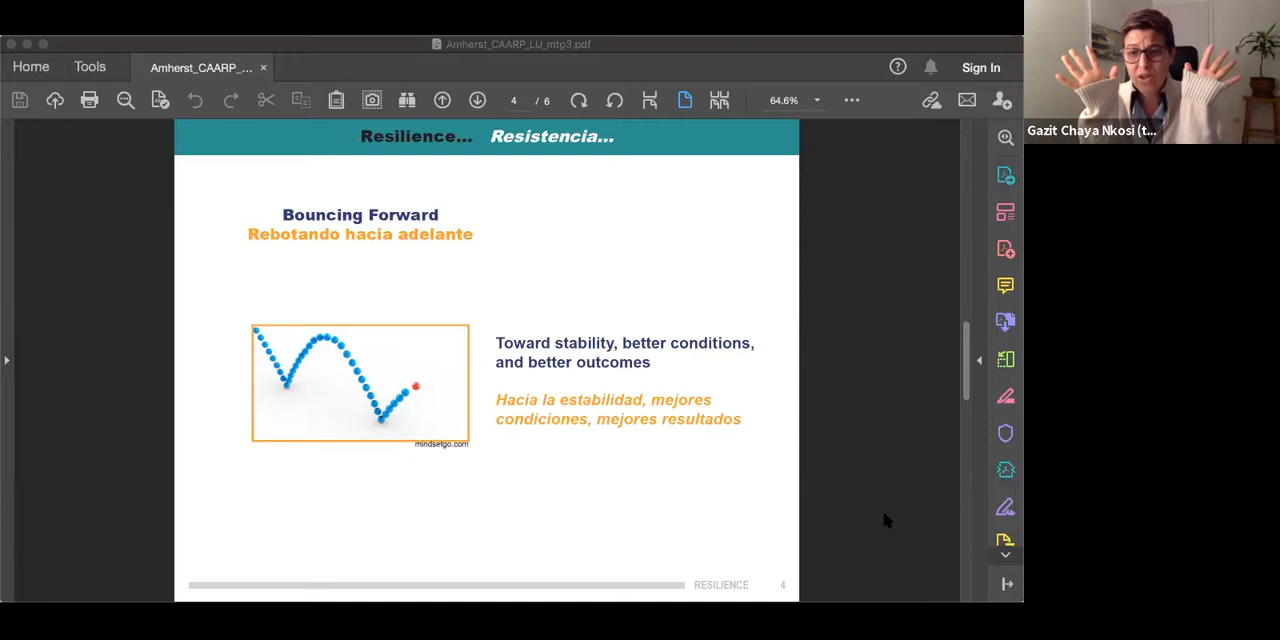 Amherst_CAARP_LU_mtg3.pdf
Home
Tools
Amherst_CAARP_...
×
Sign In
4 / 6
64.6%
Resilience... Resistencia...
Bouncing Forward
Rebotando hacia adelante
Toward stability, better conditions,
and better outcomes
Hacia la estabilidad, mejores
condiciones, mejores resultados
mindsetgo.com
RESILIENCE 4
Gazit Chaya Nkosi (t...